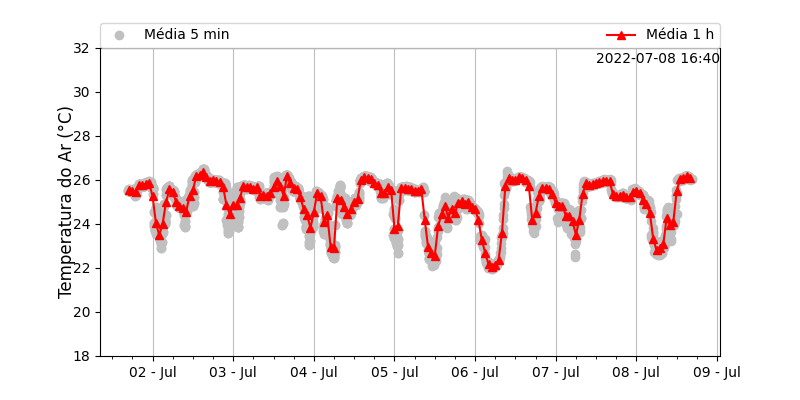 Média 5 min
Média 1 h
2022-07-08 16:40
Temperatura do Ar (°C)
32
30
28
26
24
22
20
18
02 - Jul
03 - Jul
04 - Jul
05 - Jul
06 - Jul
07 - Jul
08 - Jul
09 - Jul